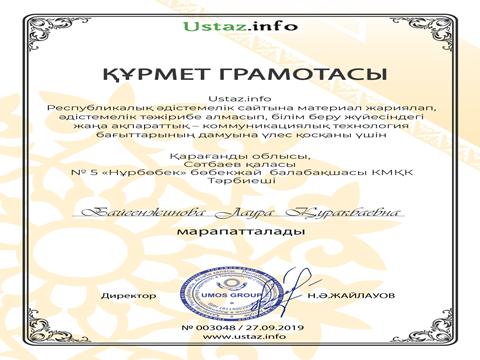 Ustaz.info
ҚҰРМЕТ ГРАМОТАСЫ
Ustaz.info
Республикалық әдістемелік сайтына материал жариялап,
әдістемелік тәжірибе алмасып, білім беру жүйесіндегі
жаңа ақпараттық – коммуникациялық технология
бағыттарының дамуына үлес қосқаны үшін
Қарағанды облысы,
Сәтбаев қаласы
№ 5 «Нұрбөбек» бөбекжай балабақшасы КМҚК
Тәрбиеші
Байсенжинова Лаура Құракваевна
марапатталады
Директор
UMOS GROUP
Н.Ә.ЖАЙЛАУОВ
№ 003048 / 27.09.2019
www.ustaz.info